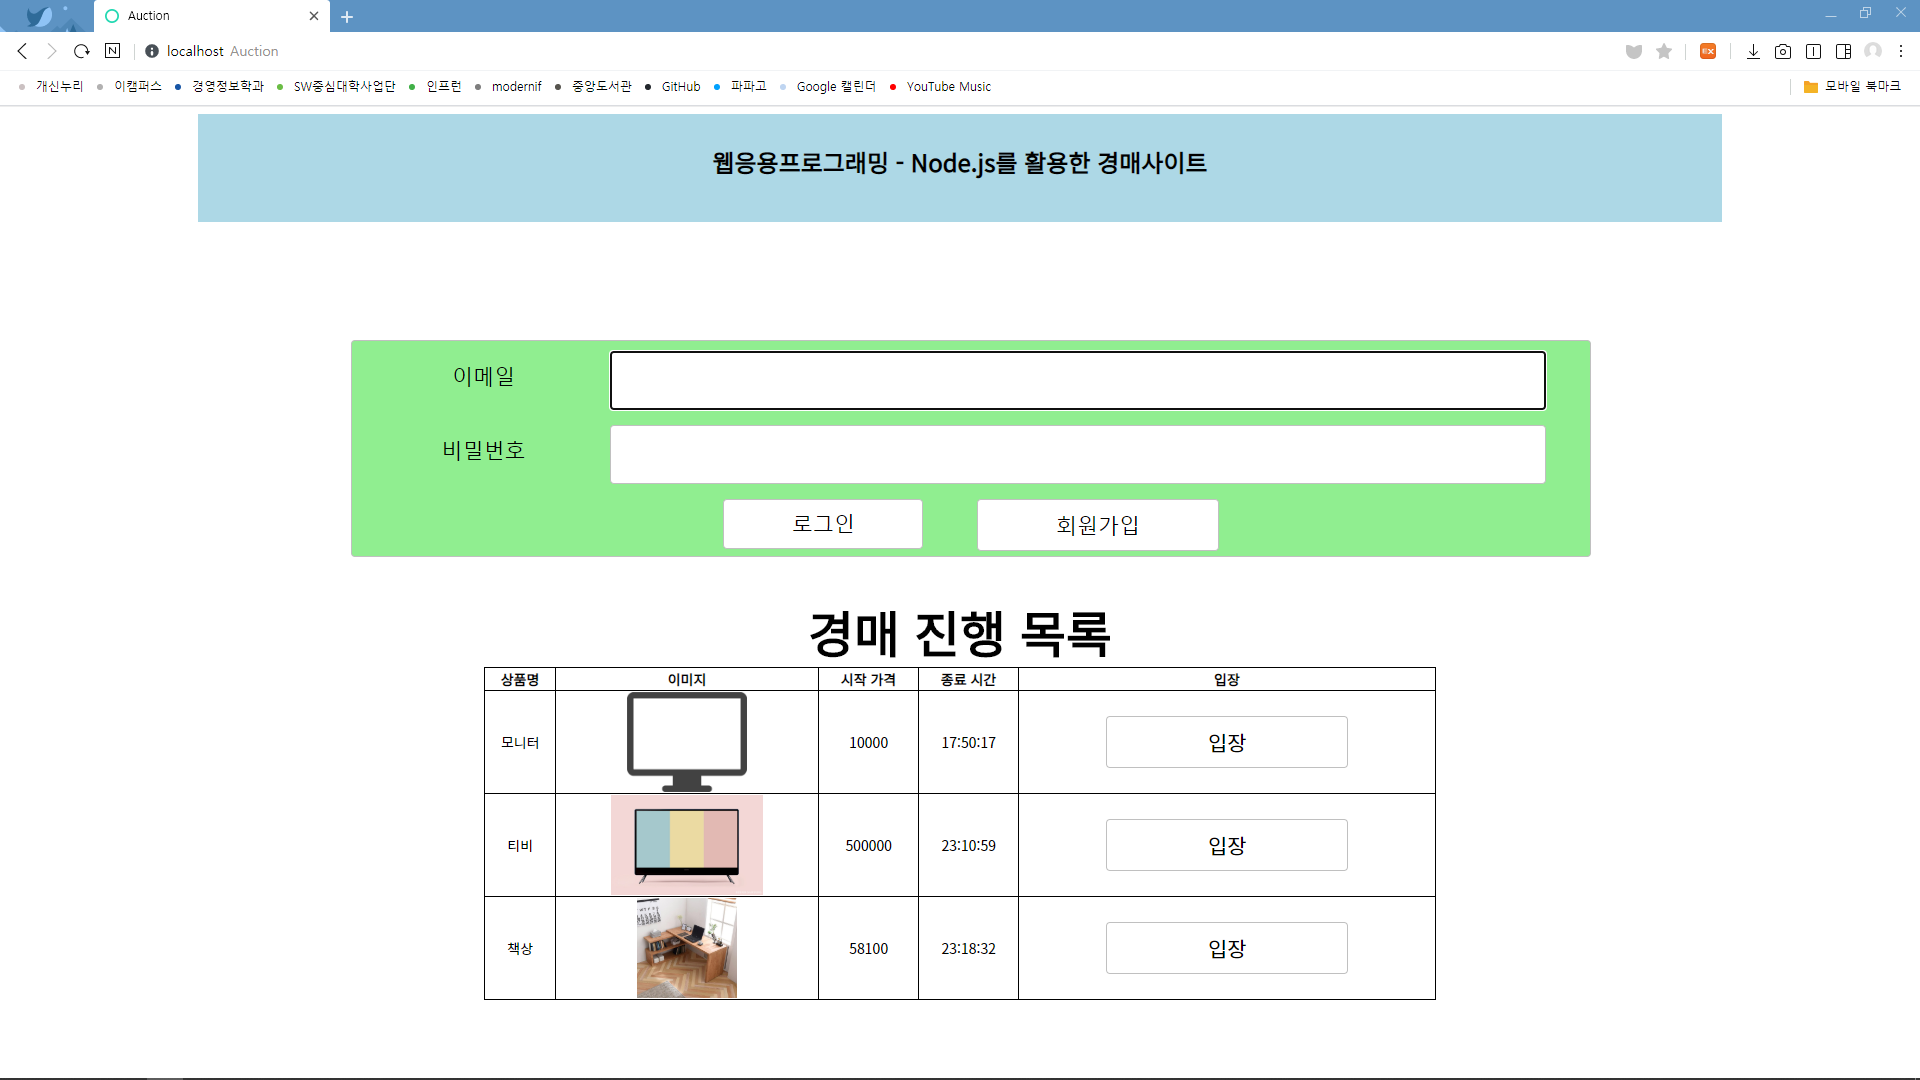 Auction
localhost Auction
개신누리 이캠퍼스 경영정보학과 SW중심대학사업단 인프런 modernif 중앙도서관 GitHub 파파고 Google 캘린더 YouTube Music 모바일 북마크
웹응용프로그래밍 - Node.js를 활용한 경매사이트
이메일
비밀번호
로그인 회원가입
경매 진행 목록
상품명 이미지 시작 가격 종료 시간 입장
모니터 10000 17:50:17 입장
티비 500000 23:10:59 입장
책상 58100 23:18:32 입장